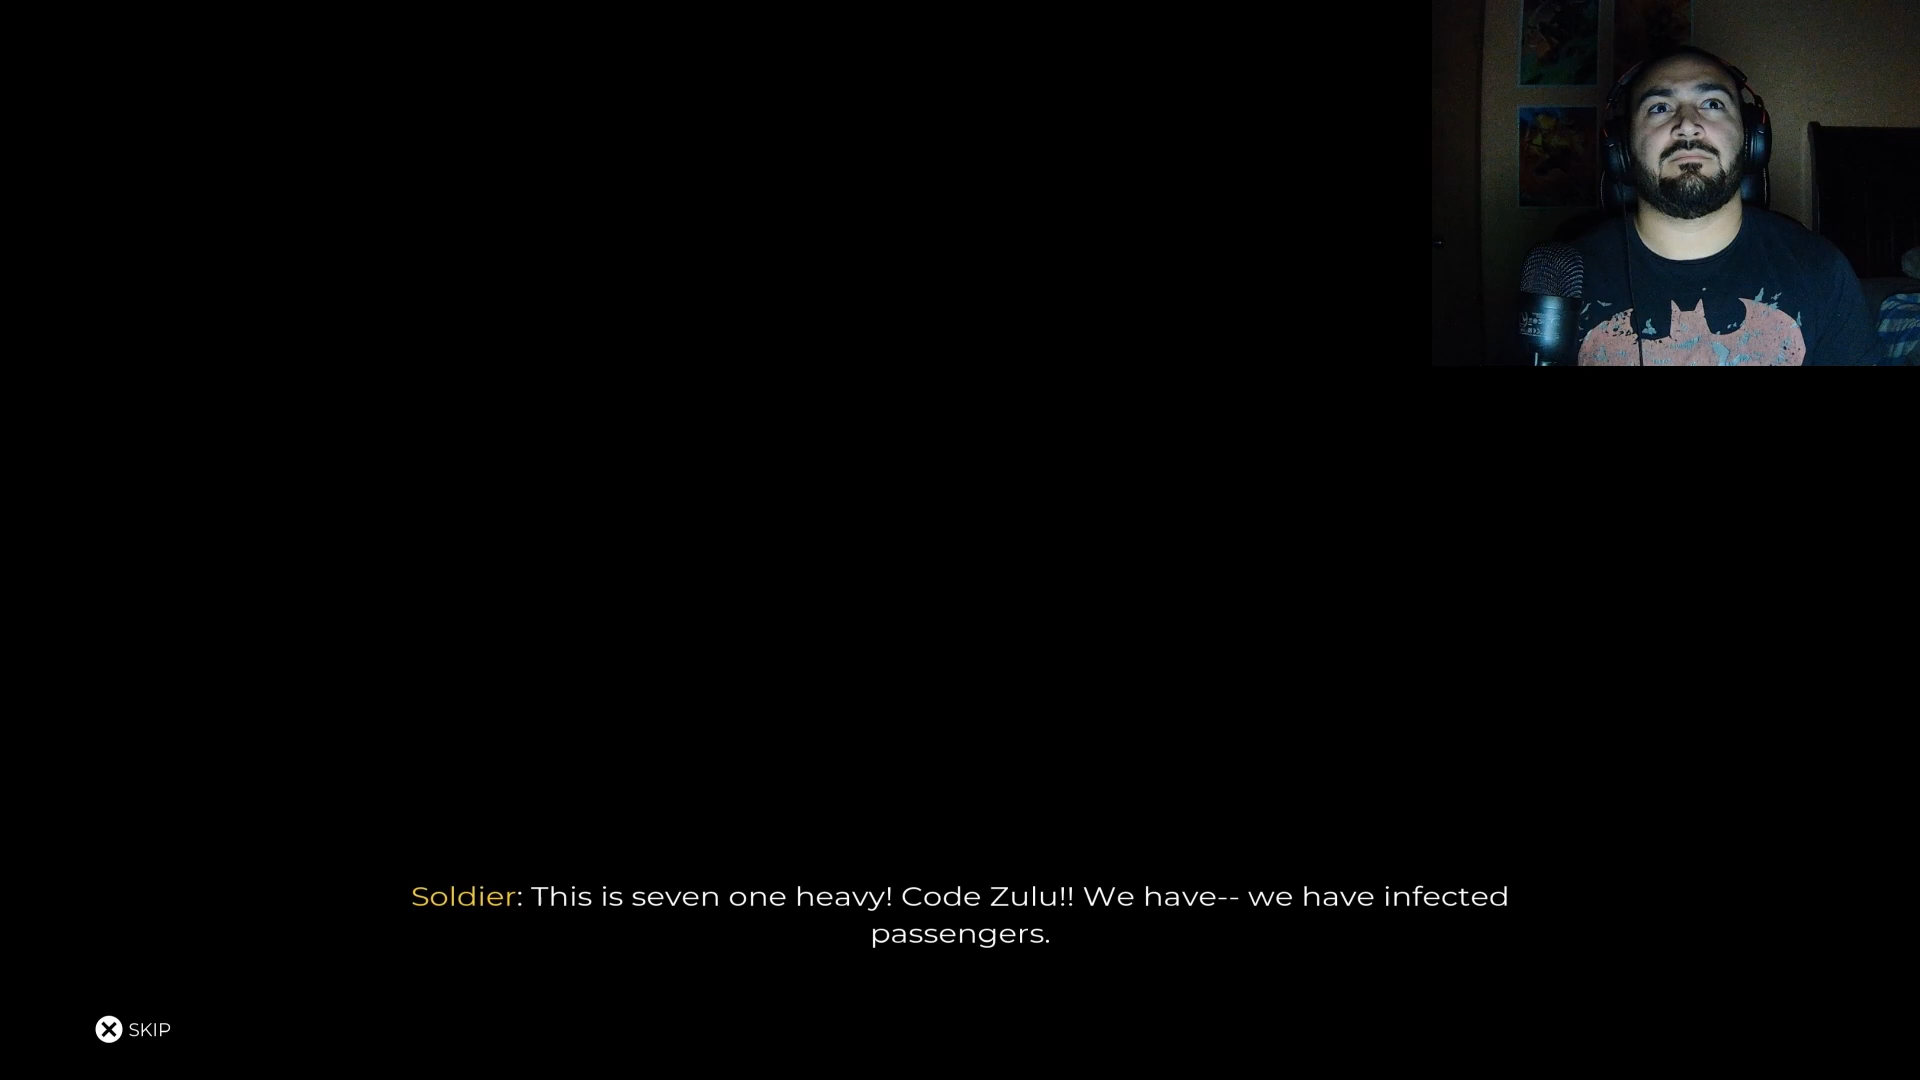 Soldier: This is seven one heavy! Code Zulu!! We have-- we have infected
passengers.
SKIP